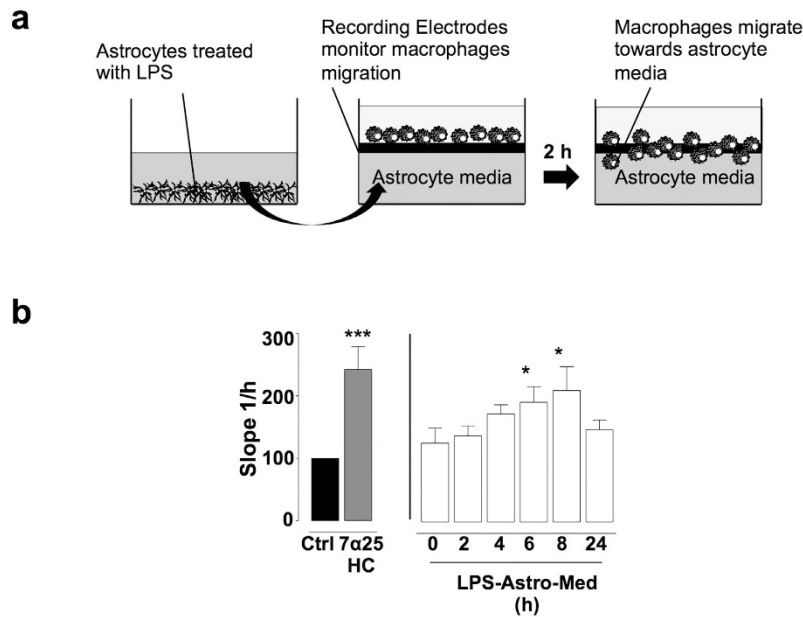 a
Astrocytes treated
with LPS
Recording Electrodes
monitor macrophages
migration
Macrophages migrate
towards astrocyte
media
Astrocyte media
2 h
Astrocyte media
b
Slope 1/h
300
200
100
0
***
*
*
Ctrl 7α25
HC
0 2 4 6 8 24
LPS-Astro-Med
(h)